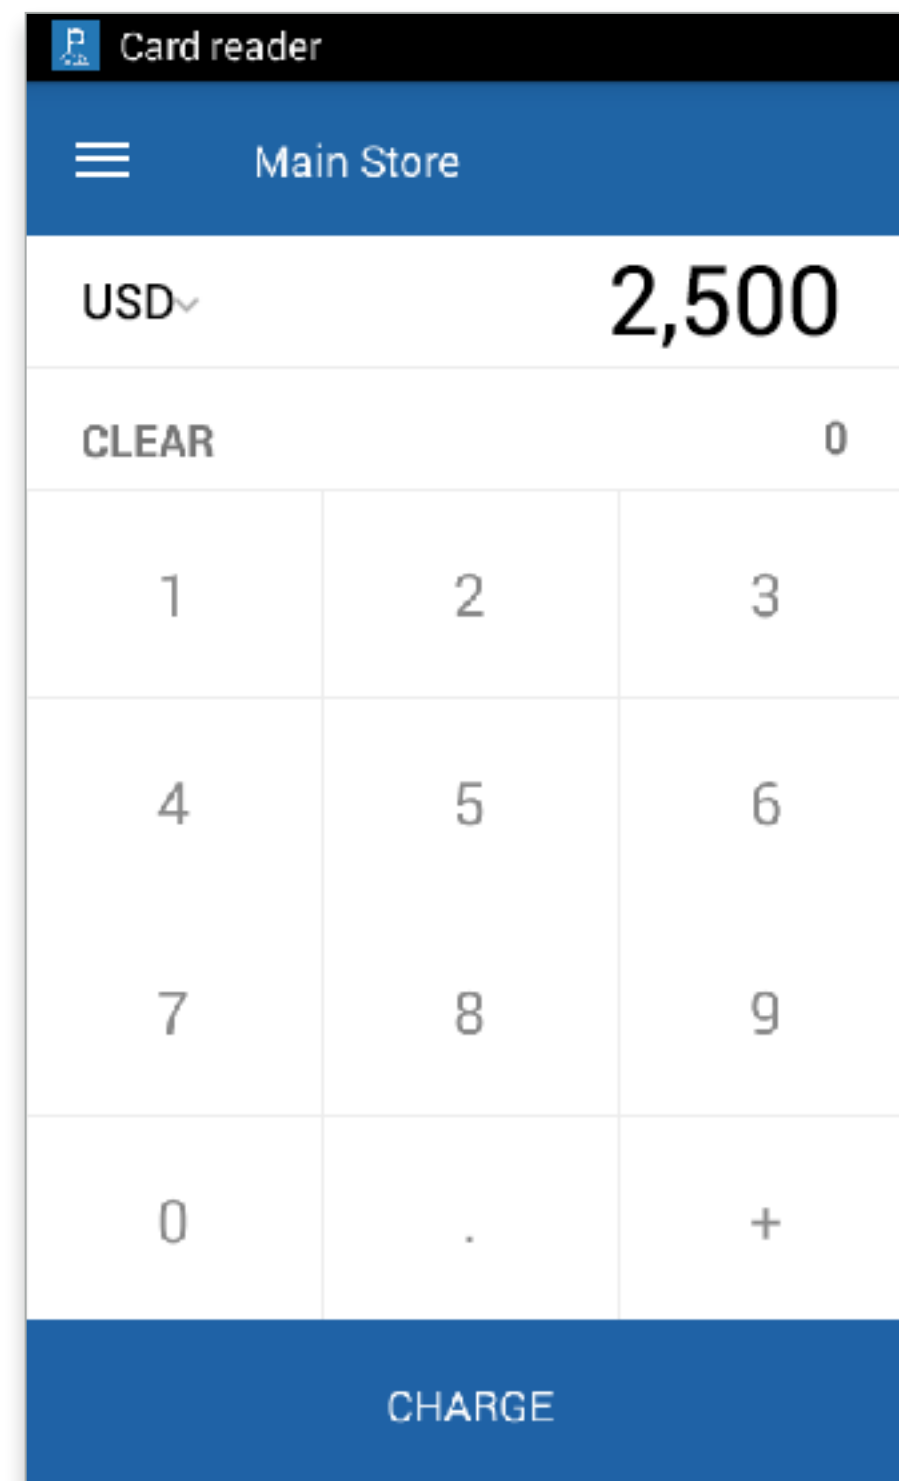 Card reader
Main Store
USD 2,500
CLEAR 0
1 2 3
4 5 6
7 8 9
0 . +
CHARGE